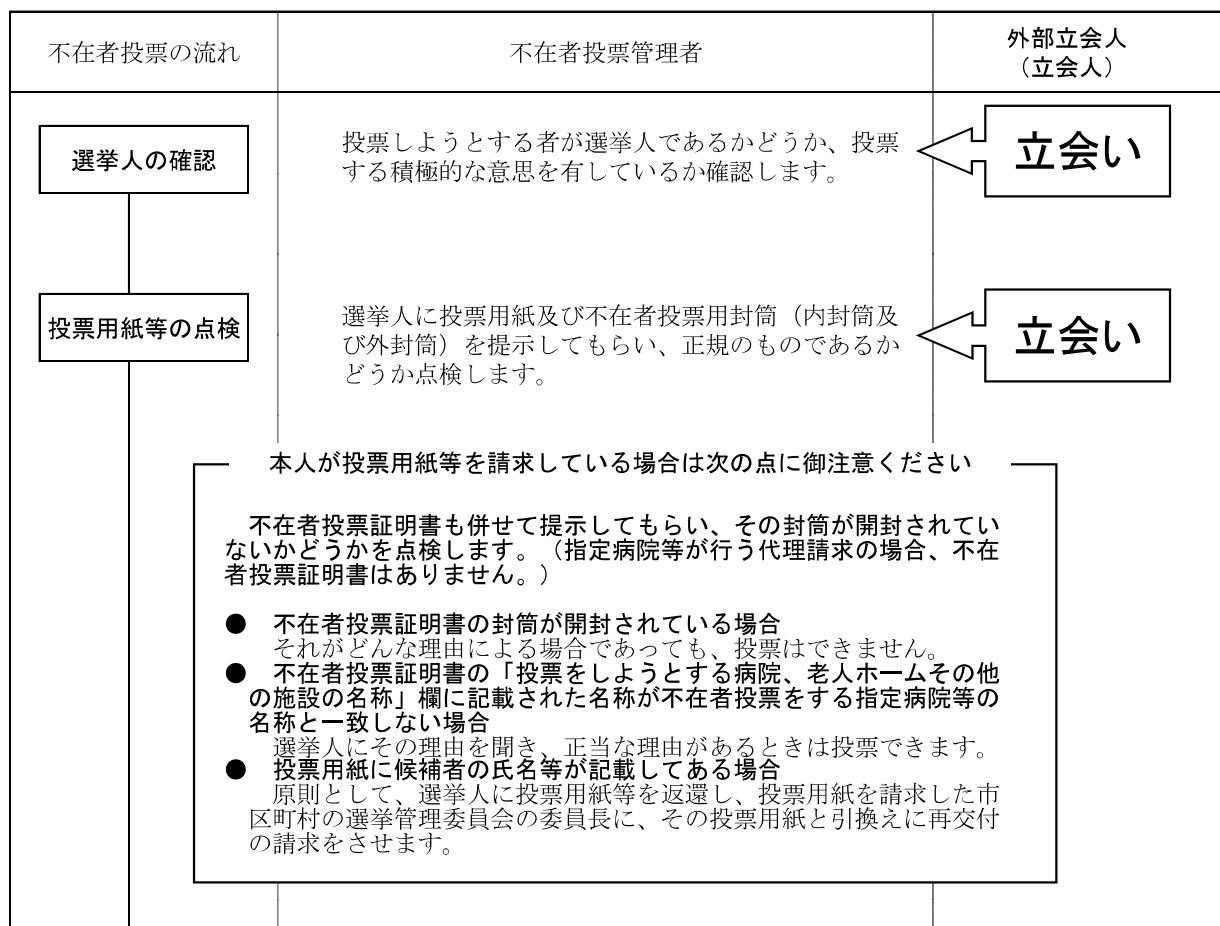 不在者投票の流れ
不在者投票管理者
外部立会人
（立会人）
選挙人の確認
投票しようとする者が選挙人であるかどうか、投票
する積極的な意思を有しているか確認します。
立会い
投票用紙等の点検
選挙人に投票用紙及び不在者投票用封筒（内封筒及
び外封筒）を提示してもらい、正規のものであるか
どうか点検します。
立会い
本人が投票用紙等を請求している場合は次の点に御注意ください
不在者投票証明書も併せて提示してもらい、その封筒が開封されてい
ないかどうかを点検します。（指定病院等が行う代理請求の場合、不在
者投票証明書はありません。）
●　不在者投票証明書の封筒が開封されている場合
それがどんな理由による場合であっても、投票はできません。
●　不在者投票証明書の「投票をしようとする病院、老人ホームその他
の施設の名称」欄に記載された名称が不在者投票をする指定病院等の
名称と一致しない場合
選挙人にその理由を聞き、正当な理由があるときは投票できます。
●　投票用紙に候補者の氏名等が記載してある場合
原則として、選挙人に投票用紙等を返還し、投票用紙を請求した市
区町村の選挙管理委員会の委員長に、その投票用紙と引換えに再交付
の請求をさせます。